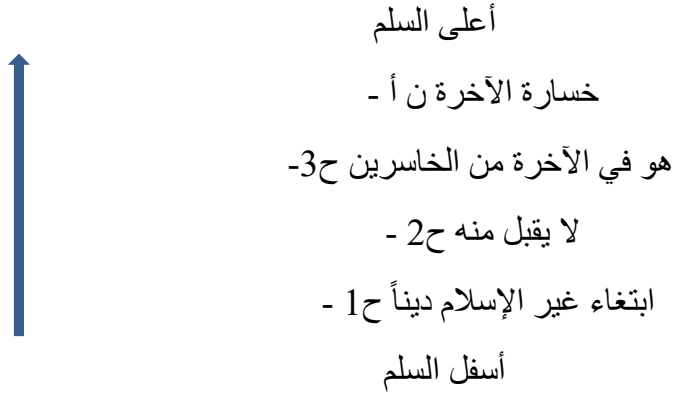 أعلى السلم
خسارة الآخرة ن أ -
هو في الآخرة من الخاسرين ح3-
لا يقبل منه ح2 -
ابتغاء غير الإسلام ديناً ح1 -
أسفل السلم